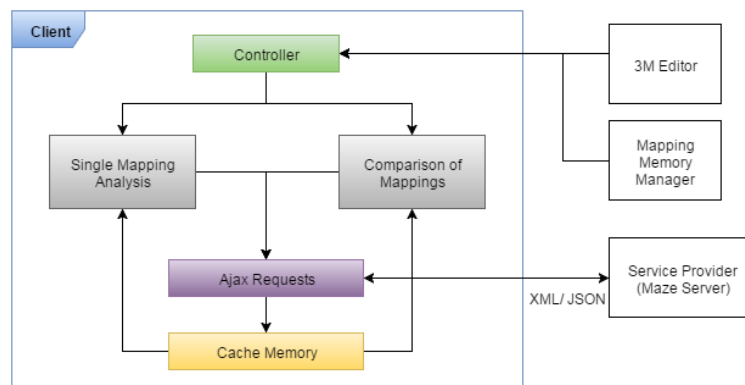 Client
Controller
3M Editor
Single Mapping
Analysis
Comparison of
Mappings
Mapping
Memory
Manager
Ajax Requests
Service Provider
(Maze Server)
XML/ JSON
Cache Memory